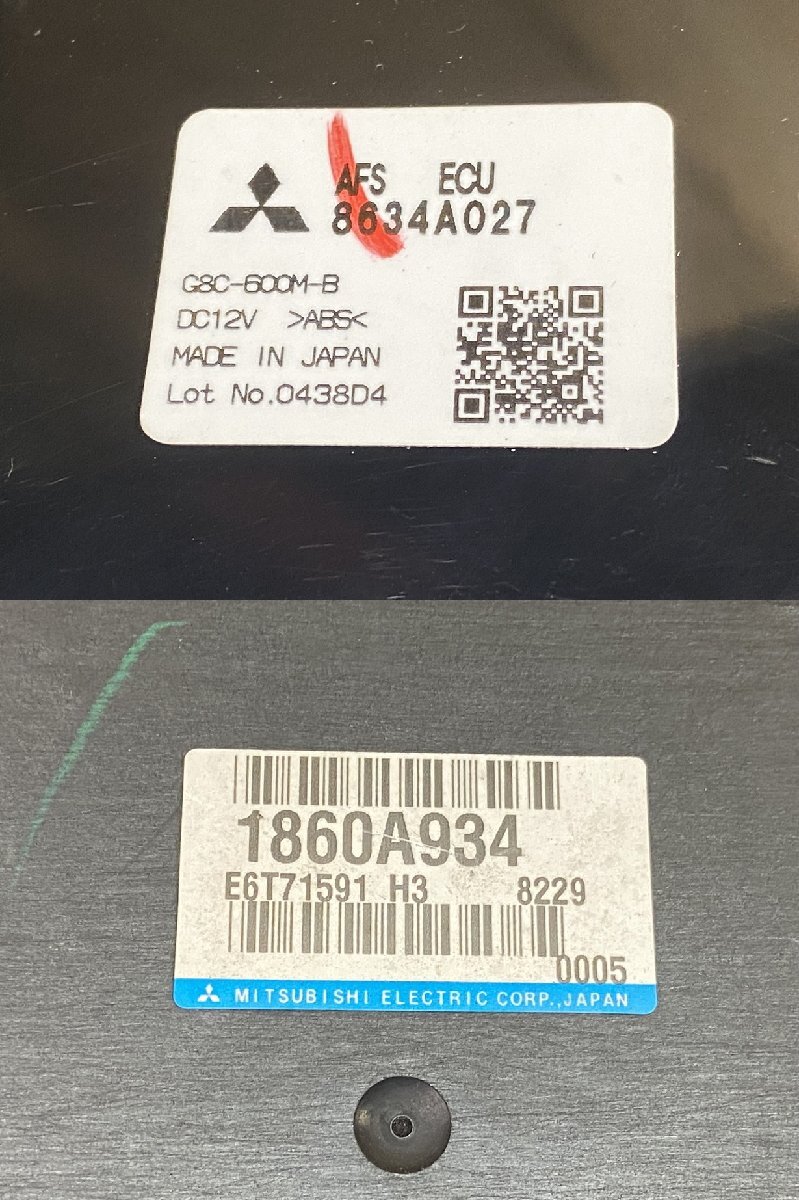 AFS ECU
8634A027
G8C-600M-B
DC12V >ABS<
MADE IN JAPAN
Lot No.0438D4
1860A934
E6T71591 H3 8229
0005
MITSUBISHI ELECTRIC CORP.,JAPAN